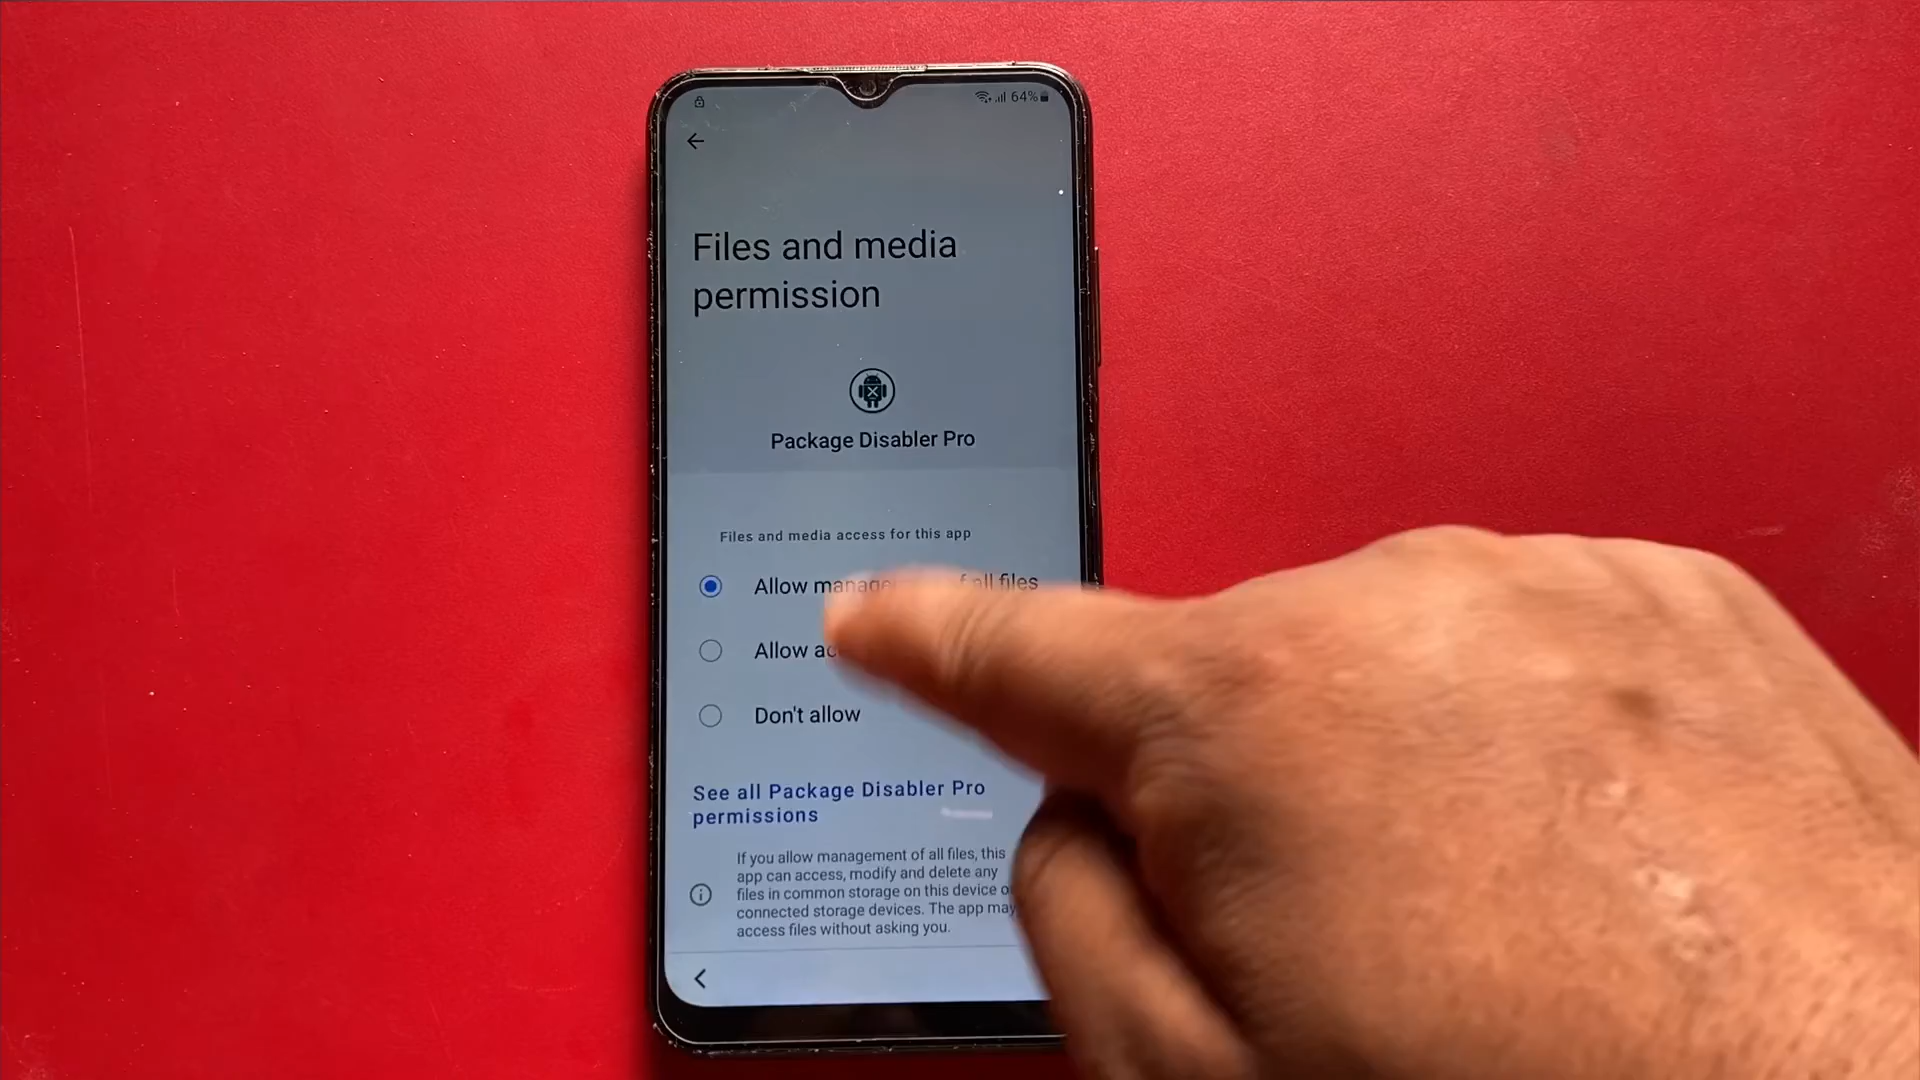 64%
Files and media
permission
Package Disabler Pro
Files and media access for this app
Allow all files
Allow
Don't allow
See all Package Disabler Pro
permissions
If you allow management of all files, this
app can access, modify and delete any
files in common storage on this device
connected storage devices. The app may
access files without asking you.